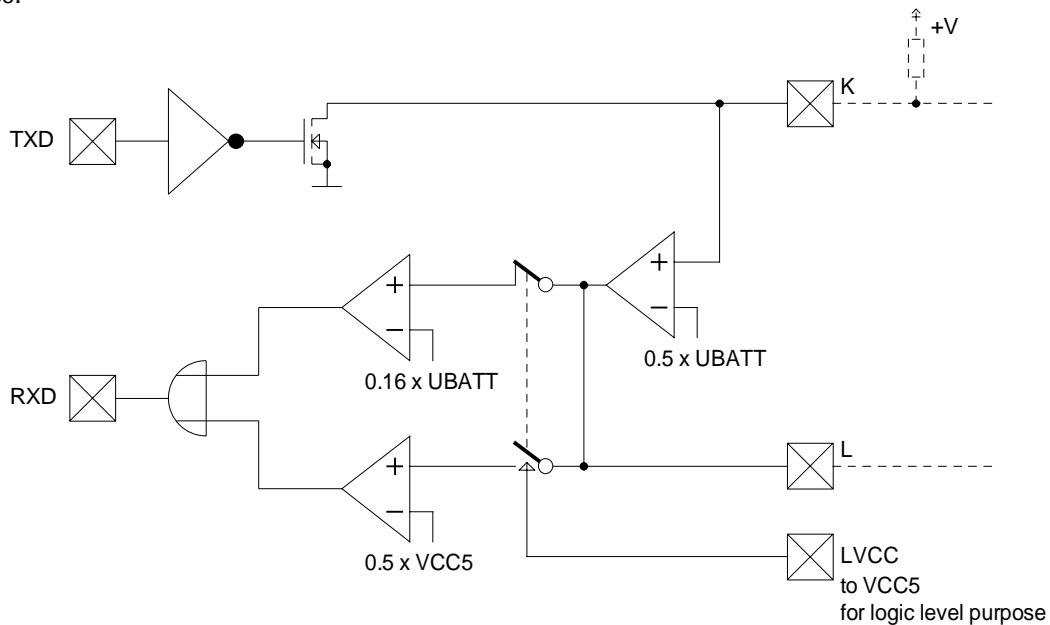 +V
K
TXD
+
−
+
−
0.16 x UBATT
0.5 x UBATT
RXD
+
−
0.5 x VCC5
L
LVCC
to VCC5
for logic level purpose